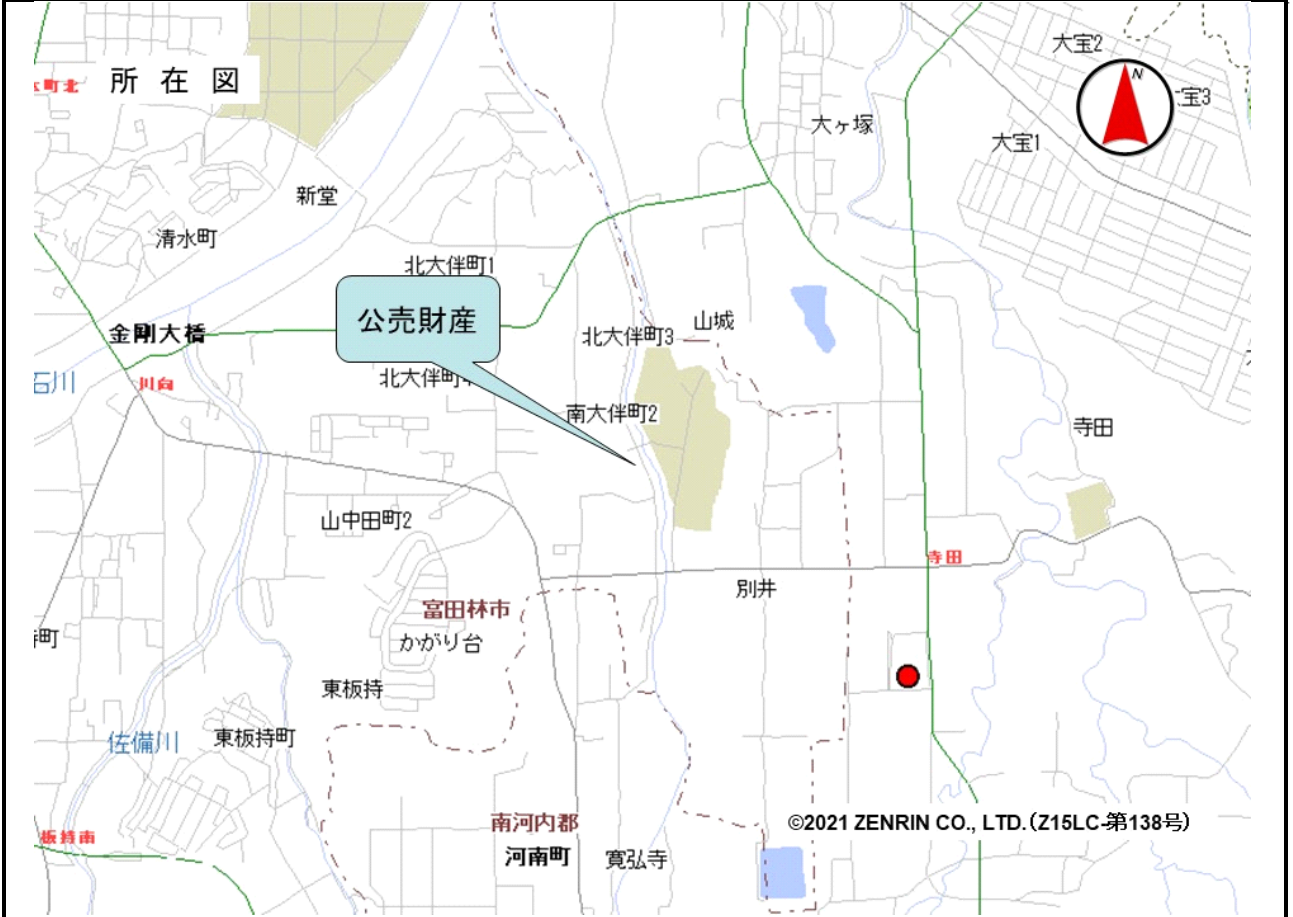 大宝2
所在図
N
宝3
大ケ塚
大宝1
新堂
清水町
北大伴町1
公売財産
山城
金剛大橋
北大伴町3
石川
川向
北大伴町
南大伴町2
寺田
山中田町2
寺田
別井
富田林市
かがり台
町
東板持
佐備川
東板持町
南河内郡
©2021 ZENRIN CO., LTD.(Z15LC-第138号)
板持南
河南町
寛弘寺